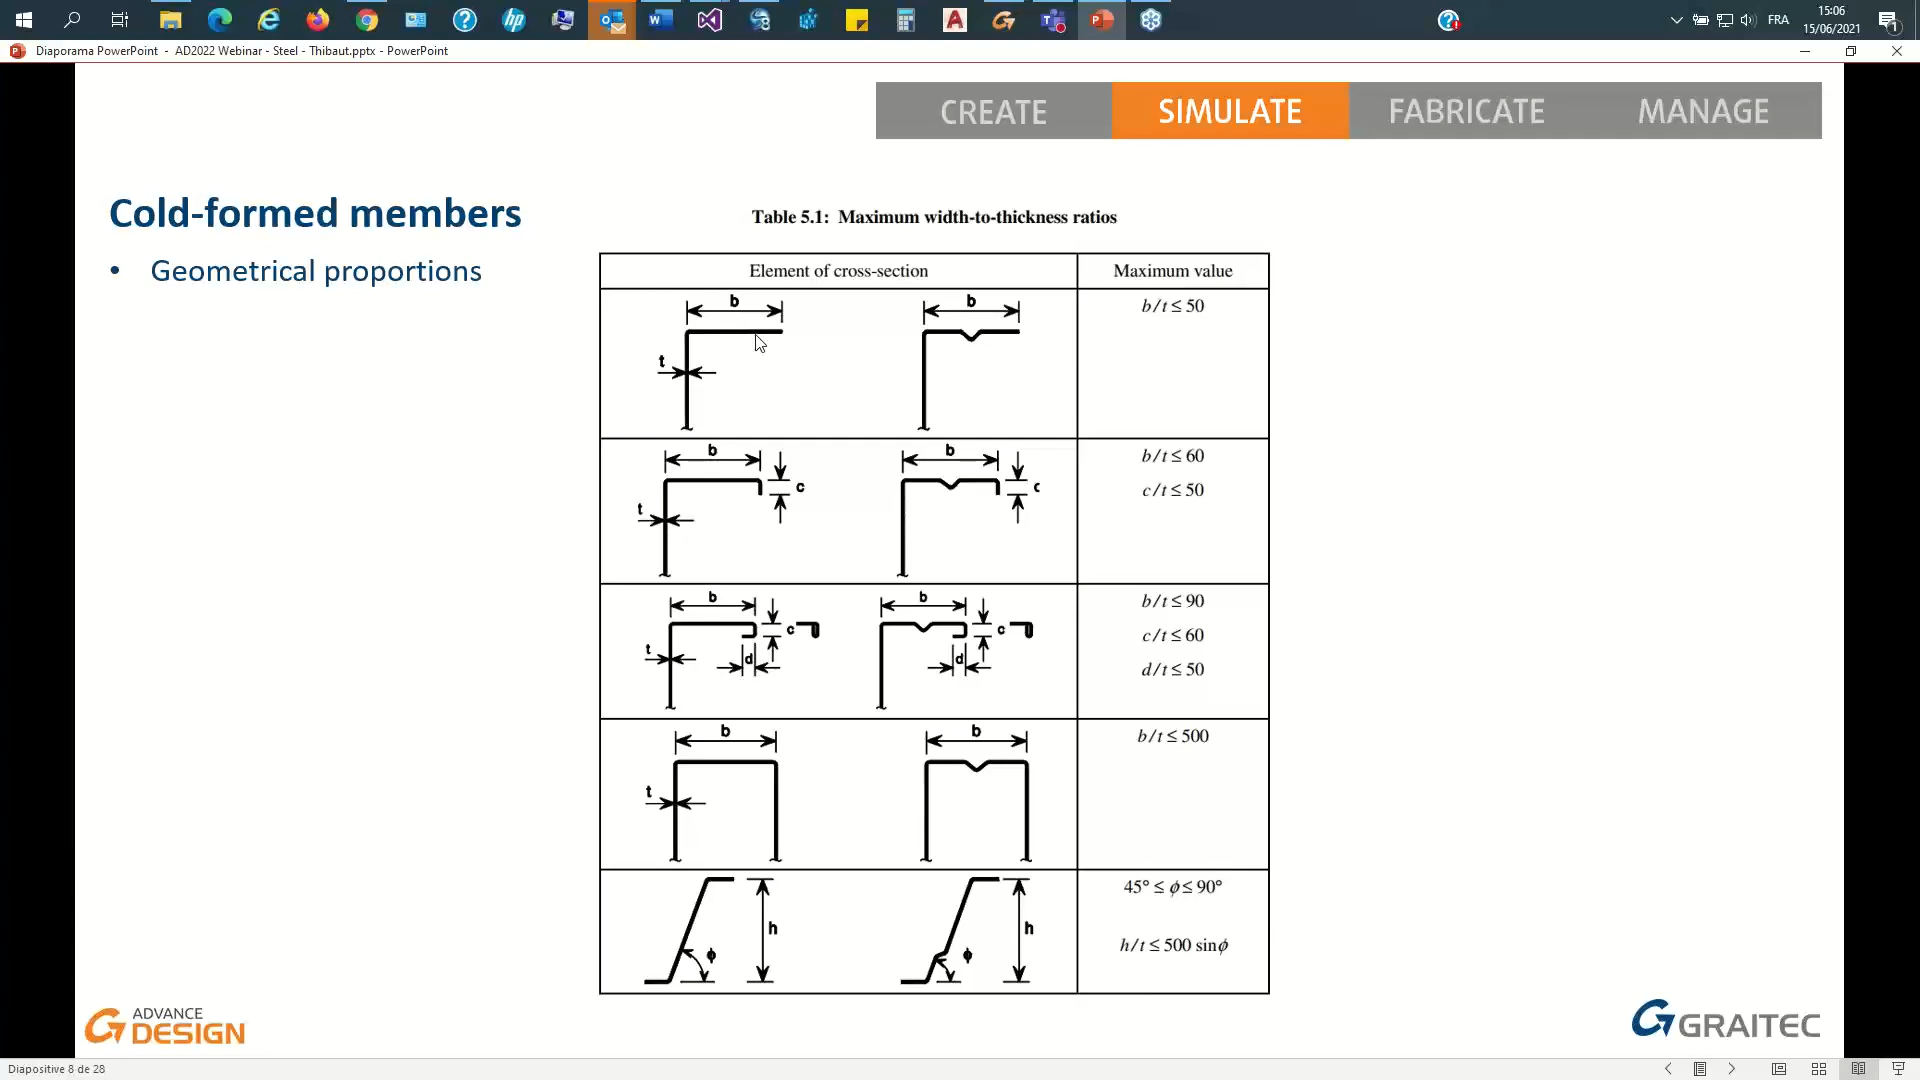 FRA
15:06
15/06/2021
1
Diaporama PowerPoint - AD2022 Webinar - Steel - Thibaut.pptx - PowerPoint
CREATE SIMULATE FABRICATE MANAGE
Cold-formed members
• Geometrical proportions
Table 5.1: Maximum width-to-thickness ratios
Element of cross-section Maximum value
b b b/t ≤ 50
t
b b b/t ≤ 60
c c c/t ≤ 50
t
b b b/t ≤ 90
c c c/t ≤ 60
t d d d/t ≤ 50
b b b/t ≤ 500
t
45° ≤ ϕ ≤ 90°
h h h/t ≤ 500 sinϕ
ϕ ϕ
ADVANCE
DESIGN
GRAITEC
Diapositive 8 de 28